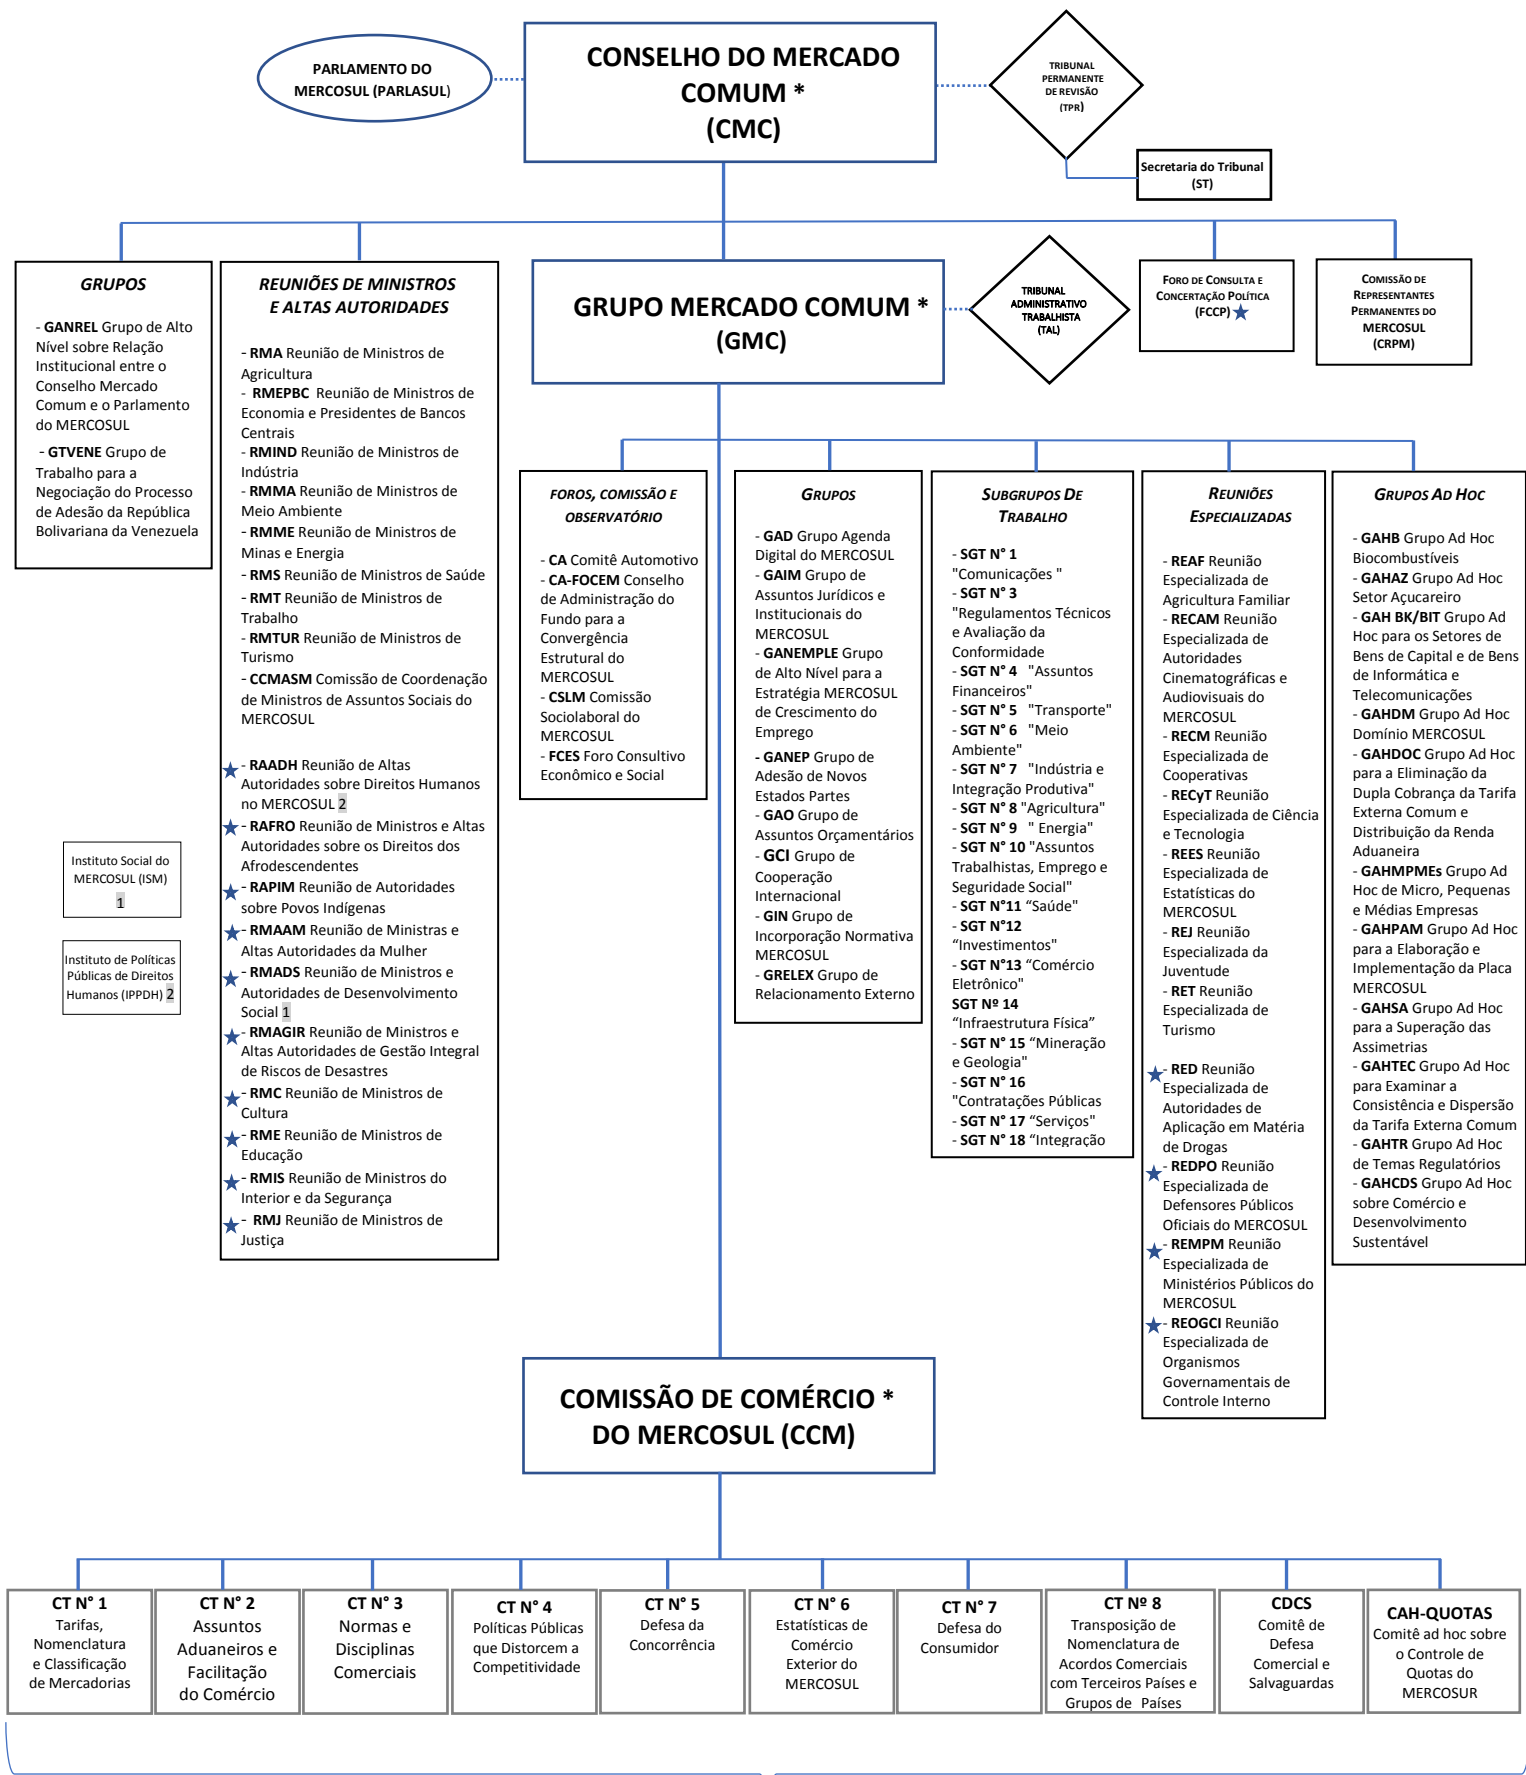 PARLAMENTO DO
MERCOSUL (PARLASUL)
CONSELHO DO MERCADO
COMUM *
(CMC)
TRIBUNAL
PERMANENTE
DE REVISÃO
(TPR)
Secretaria do Tribunal
(ST)
GRUPOS
- GANREL Grupo de Alto
Nível sobre Relação
Institucional entre o
Conselho Mercado
Comum e o Parlamento
do MERCOSUL
- GTVENE Grupo de
Trabalho para a
Negociação do Processo
de Adesão da República
Bolivariana da Venezuela
REUNIÕES DE MINISTROS
E ALTAS AUTORIDADES
- RMA Reunião de Ministros de
Agricultura
- RMEPBC Reunião de Ministros de
Economia e Presidentes de Bancos
Centrais
- RMIND Reunião de Ministros de
Indústria
- RMMA Reunião de Ministros de
Meio Ambiente
- RMME Reunião de Ministros de
Minas e Energia
- RMS Reunião de Ministros de Saúde
- RMT Reunião de Ministros de
Trabalho
- RMTUR Reunião de Ministros de
Turismo
- CCMASM Comissão de Coordenação
de Ministros de Assuntos Sociais do
MERCOSUL
- RAADH Reunião de Altas
Autoridades sobre Direitos Humanos
no MERCOSUL 2
- RAFRO Reunião de Ministros e Altas
Autoridades sobre os Direitos dos
Afrodescendentes
- RAPIM Reunião de Autoridades
sobre Povos Indígenas
- RMAAM Reunião de Ministras e
Altas Autoridades da Mulher
- RMADS Reunião de Ministros e
Autoridades de Desenvolvimento
Social 1
- RMAGIR Reunião de Ministros e
Altas Autoridades de Gestão Integral
de Riscos de Desastres
- RMC Reunião de Ministros de
Cultura
- RME Reunião de Ministros de
Educação
- RMIS Reunião de Ministros do
Interior e da Segurança
- RMJ Reunião de Ministros de
Justiça
Instituto Social do
MERCOSUL (ISM)
1
Instituto de Políticas
Públicas de Direitos
Humanos (IPPDH) 2
GRUPO MERCADO COMUM *
(GMC)
TRIBUNAL
ADMINISTRATIVO
TRABALHISTA
(TAL)
FORO DE CONSULTA E
CONCERTAÇÃO POLÍTICA
(FCCP)
COMISSÃO DE
REPRESENTANTES
PERMANENTES DO
MERCOSUL
(CRPM)
FOROS, COMISSÃO E
OBSERVATÓRIO
- CA Comitê Automotivo
- CA-FOCEM Conselho
de Administração do
Fundo para a
Convergência
Estrutural do
MERCOSUL
- CSLM Comissão
Sociolaboral do
MERCOSUL
- FCES Foro Consultivo
Econômico e Social
GRUPOS
- GAD Grupo Agenda
Digital do MERCOSUL
- GAIM Grupo de
Assuntos Jurídicos e
Institucionais do
MERCOSUL
- GANEMPLE Grupo
de Alto Nível para a
Estratégia MERCOSUL
de Crescimento do
Emprego
- GANEP Grupo de
Adesão de Novos
Estados Partes
- GAO Grupo de
Assuntos Orçamentários
- GCI Grupo de
Cooperação
Internacional
- GIN Grupo de
Incorporação Normativa
MERCOSUL
- GRELEX Grupo de
Relacionamento Externo
SUBGRUPOS DE
TRABALHO
- SGT N° 1
"Comunicações "
- SGT N° 3
"Regulamentos Técnicos
e Avaliação da
Conformidade
- SGT N° 4 "Assuntos
Financeiros"
- SGT N° 5 "Transporte"
- SGT N° 6 "Meio
Ambiente"
- SGT N° 7 "Indústria e
Integração Produtiva"
- SGT N° 8 "Agricultura"
- SGT N° 9 " Energia"
- SGT N° 10 "Assuntos
Trabalhistas, Emprego e
Seguridade Social"
- SGT N°11 “Saúde"
- SGT N°12
“Investimentos"
- SGT N°13 “Comércio
Eletrônico”
SGT Nº 14
“Infraestrutura Física”
- SGT N° 15 “Mineração
e Geologia"
- SGT N° 16
"Contratações Públicas
- SGT N° 17 “Serviços"
- SGT N° 18 “Integração
REUNIÕES
ESPECIALIZADAS
- REAF Reunião
Especializada de
Agricultura Familiar
- RECAM Reunião
Especializada de
Autoridades
Cinematográficas e
Audiovisuais do
MERCOSUL
- RECM Reunião
Especializada de
Cooperativas
- RECyT Reunião
Especializada de Ciência
e Tecnologia
- REES Reunião
Especializada de
Estatísticas do
MERCOSUL
- REJ Reunião
Especializada da
Juventude
- RET Reunião
Especializada de
Turismo
- RED Reunião
Especializada de
Autoridades de
Aplicação em Matéria
de Drogas
- REDPO Reunião
Especializada de
Defensores Públicos
Oficiais do MERCOSUL
- REMPM Reunião
Especializada de
Ministérios Públicos do
MERCOSUL
- REOGCI Reunião
Especializada de
Organismos
Governamentais de
Controle Interno
GRUPOS AD HOC
- GAHB Grupo Ad Hoc
Biocombustíveis
- GAHAZ Grupo Ad Hoc
Setor Açucareiro
- GAH BK/BIT Grupo Ad
Hoc para os Setores de
Bens de Capital e de Bens
de Informática e
Telecomunicações
- GAHDM Grupo Ad Hoc
Domínio MERCOSUL
- GAHDOC Grupo Ad Hoc
para a Eliminação da
Dupla Cobrança da Tarifa
Externa Comum e
Distribuição da Renda
Aduaneira
- GAHMPMEs Grupo Ad
Hoc de Micro, Pequenas
e Médias Empresas
- GAHPAM Grupo Ad Hoc
para a Elaboração e
Implementação da Placa
MERCOSUL
- GAHSA Grupo Ad Hoc
para a Superação das
Assimetrias
- GAHTEC Grupo Ad Hoc
para Examinar a
Consistência e Dispersão
da Tarifa Externa Comum
- GAHTR Grupo Ad Hoc
de Temas Regulatórios
- GAHCDS Grupo Ad Hoc
sobre Comércio e
Desenvolvimento
Sustentável
COMISSÃO DE COMÉRCIO *
DO MERCOSUL (CCM)
CT N° 1
Tarifas,
Nomenclatura
e Classificação
de Mercadorias
CT N° 2
Assuntos
Aduaneiros e
Facilitação
do Comércio
CT N° 3
Normas e
Disciplinas
Comerciais
CT N° 4
Políticas Públicas
que Distorcem a
Competitividade
CT N° 5
Defesa da
Concorrência
CT N° 6
Estatísticas de
Comércio
Exterior do
MERCOSUL
CT N° 7
Defesa do
Consumidor
CT Nº 8
Transposição de
Nomenclatura de
Acordos Comerciais
com Terceiros Países e
Grupos de Países
CDCS
Comitê de
Defesa
Comercial e
Salvaguardas
CAH-QUOTAS
Comitê ad hoc sobre
o Controle de
Quotas do
MERCOSUR